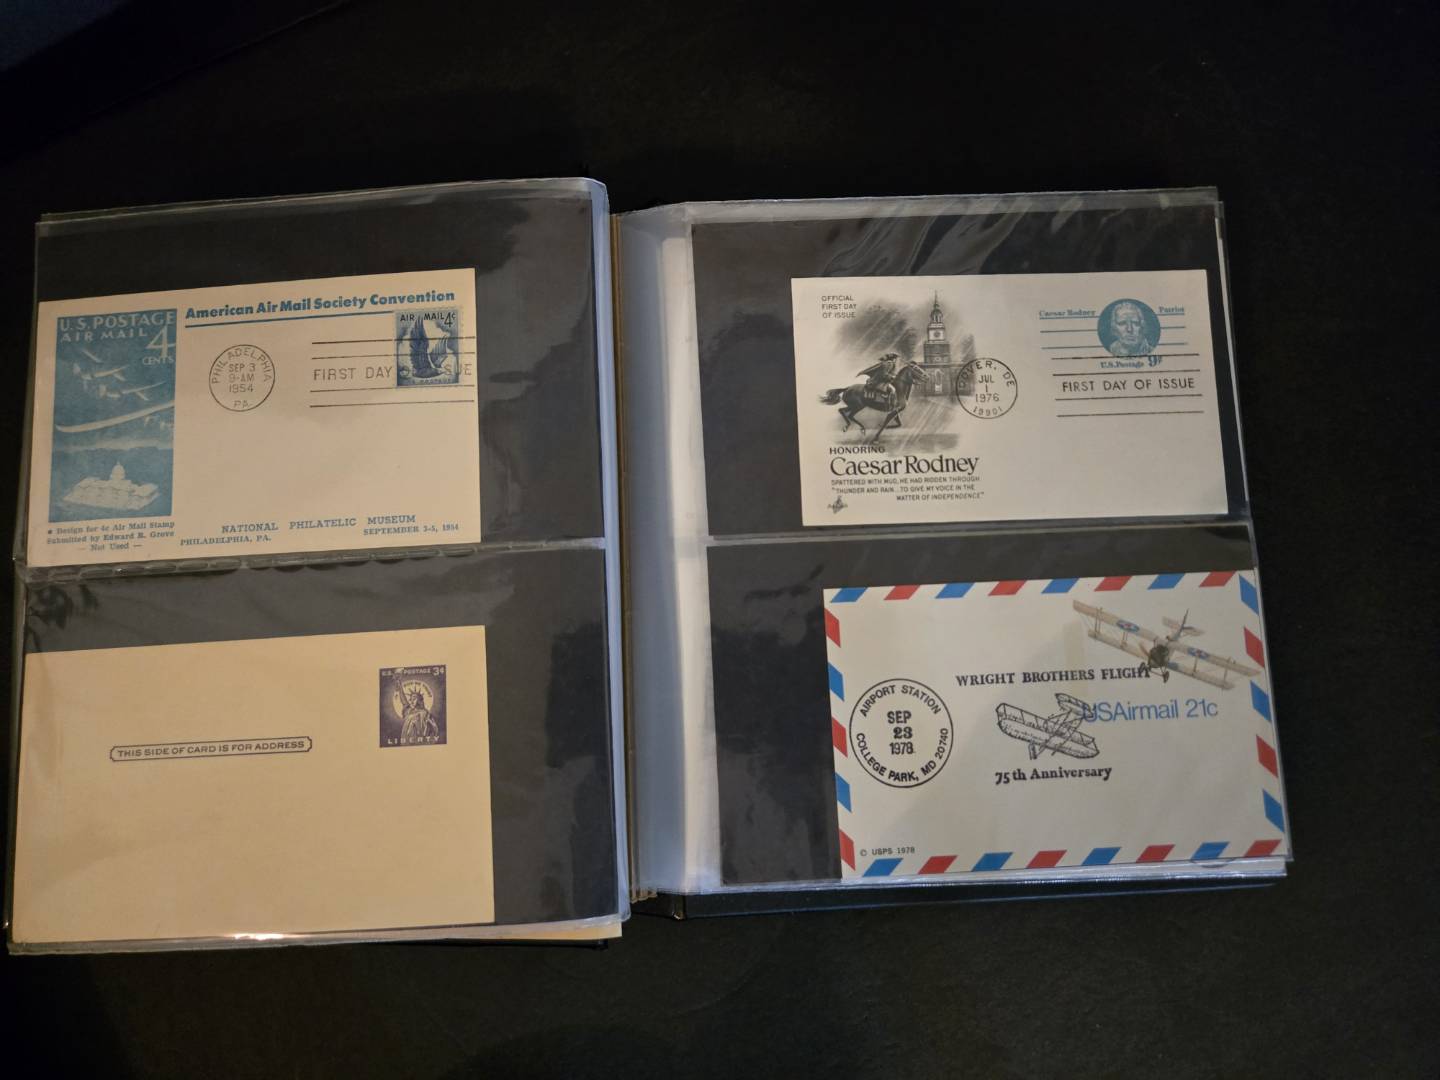 American Air Mail Society Convention
U.S. POSTAGE
AIR MAIL 4
CENTS
AIR MAIL 4c
PHILADELPHIA
SEP 3
9-AM
1954
PA.
FIRST DAY OF ISSUE
U.S. POSTAGE
★ Design for 4c Air Mail Stamp
Submitted by Edward R. Grove
— Not Used —
NATIONAL PHILATELIC MUSEUM
PHILADELPHIA, PA. SEPTEMBER 3-5, 1954
U.S. POSTAGE 3¢
LIBERTY
THIS SIDE OF CARD IS FOR ADDRESS
OFFICIAL
FIRST DAY
OF ISSUE
Caesar Rodney Patriot
U.S. Postage 9¢
DOVER, DE
JUL
1
1976
19901
FIRST DAY OF ISSUE
HONORING
Caesar Rodney
SPATTERED WITH MUD, HE HAD RIDDEN THROUGH
"THUNDER AND RAIN...TO GIVE MY VOICE IN THE
MATTER OF INDEPENDENCE"
WRIGHT BROTHERS FLIGHT
USAirmail 21c
AIRPORT STATION
SEP
23
1978
COLLEGE PARK, MD 20740
75th Anniversary
© USPS 1978